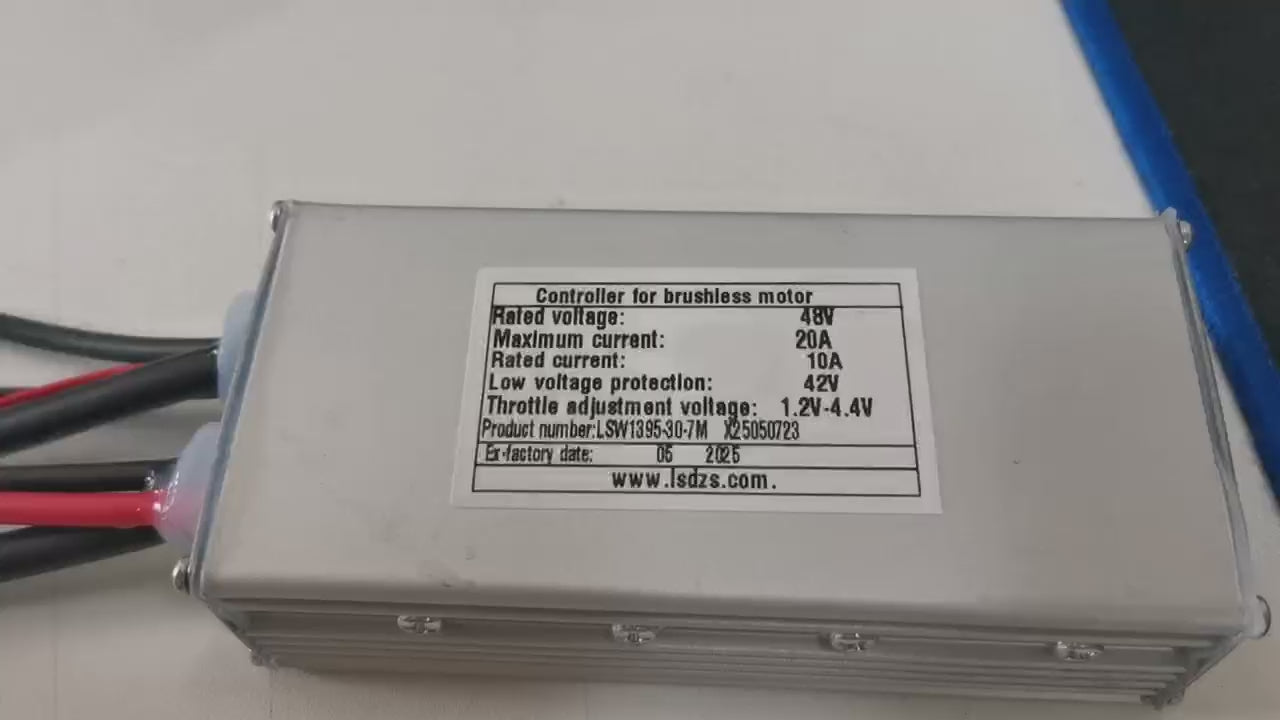 Controller for brushless motor
Rated voltage: 48V
Maximum current: 20A
Rated current: 10A
Low voltage protection: 42V
Throttle adjustment voltage: 1.2V-4.4V
Product number:LSW1395-30-7M X25050723
Ex-factory date: 05 2025
www.lsdzs.com.